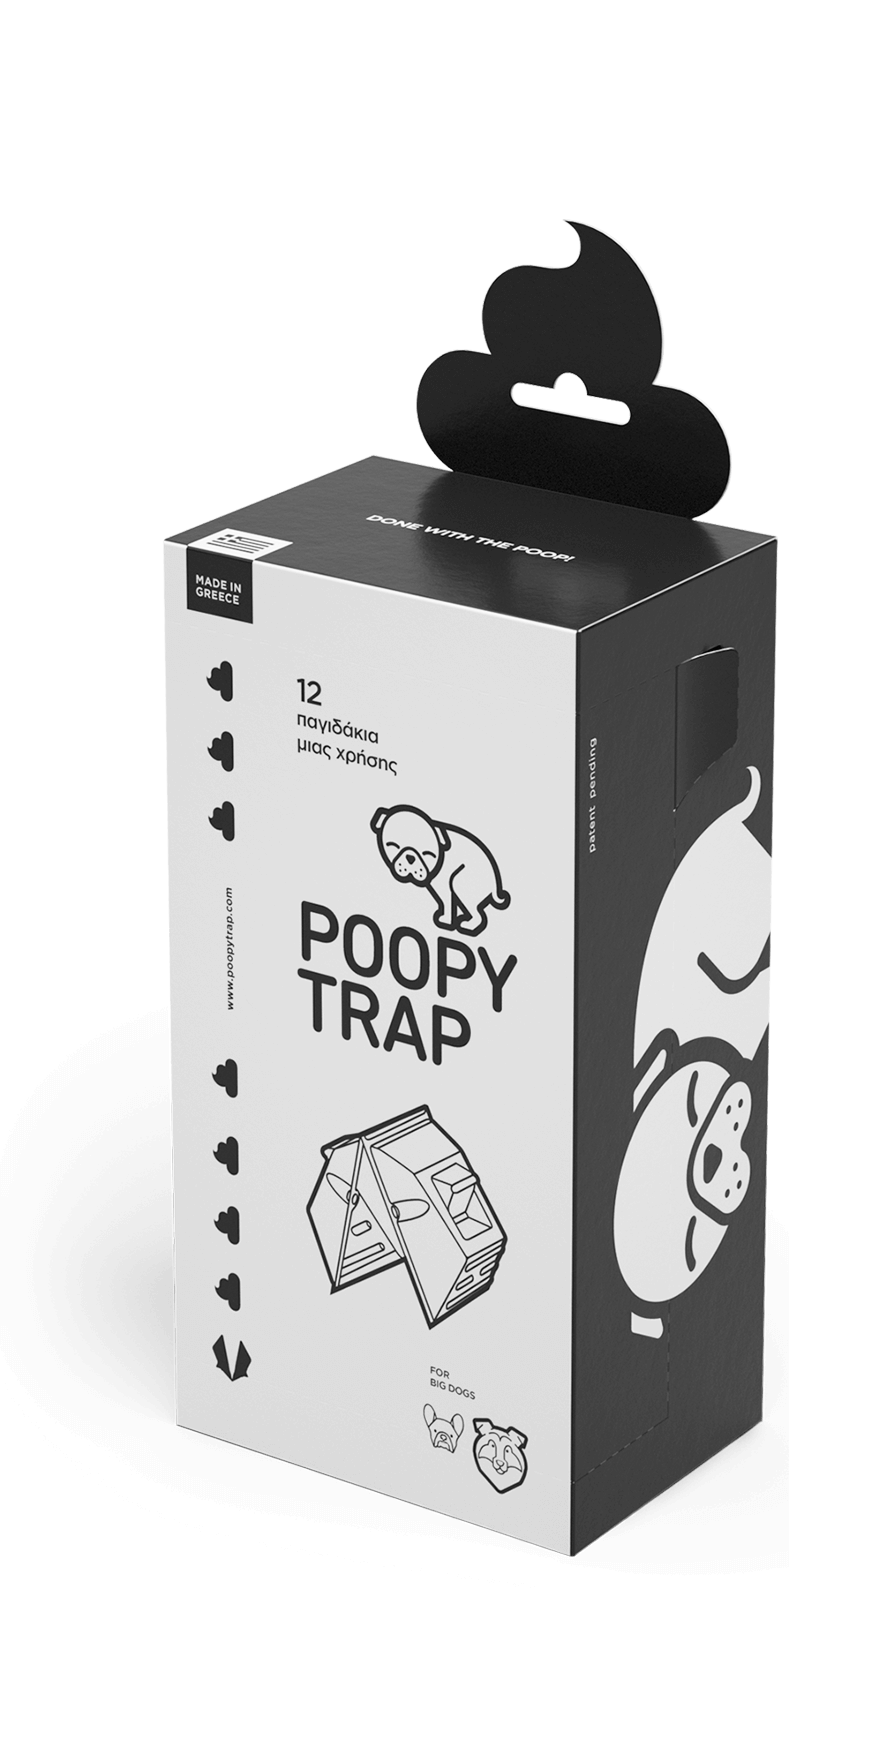 DONE WITH THE POOP!
MADE IN
GREECE
12
παγιδάκια
μιας χρήσης
POOPY
TRAP
www.poopytrap.com
FOR
BIG DOGS
patent pending